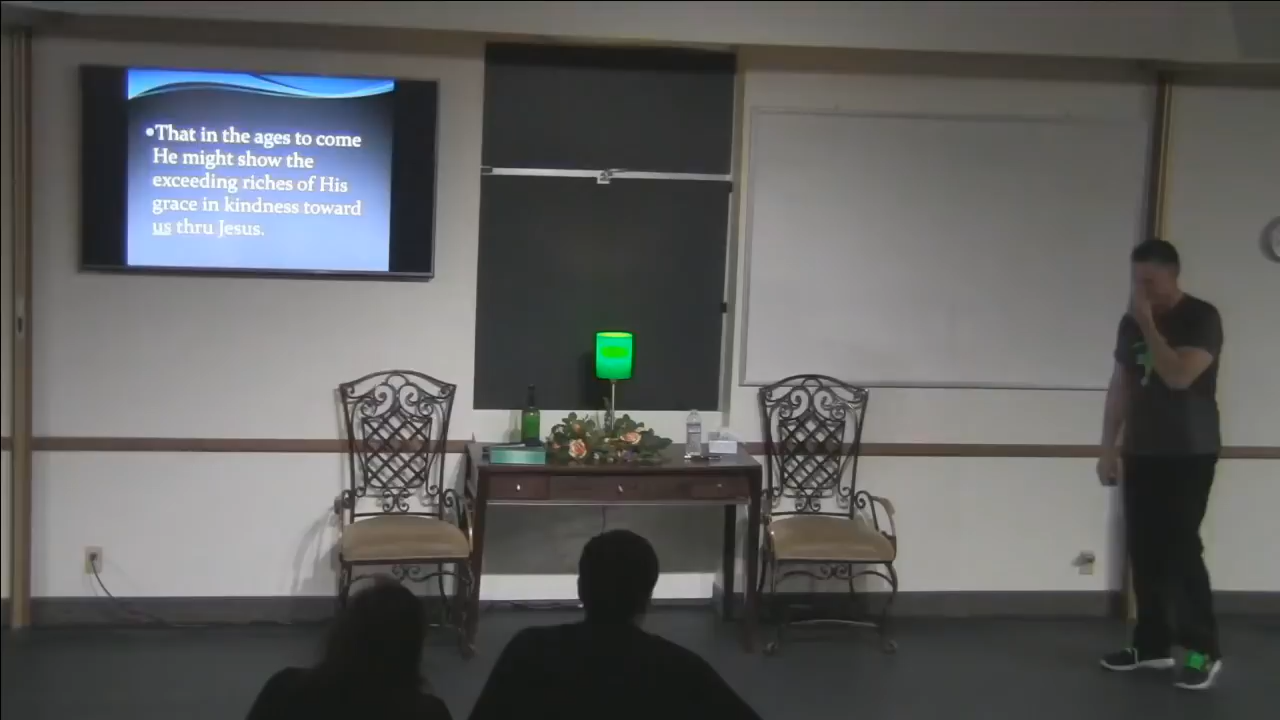 •That in the ages to come
He might show the
exceeding riches of His
grace in kindness toward
us thru Jesus.